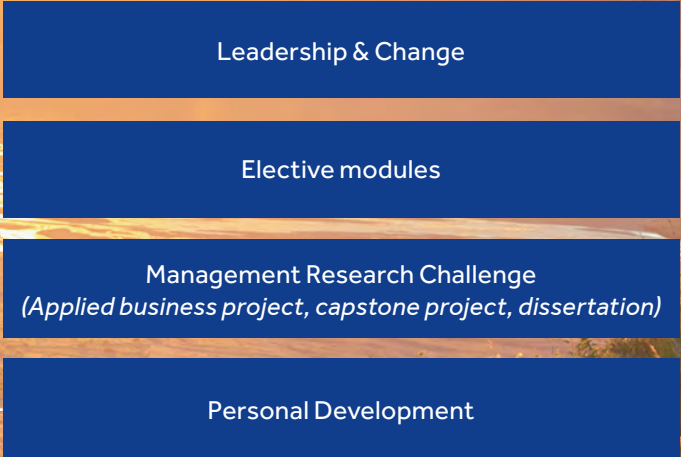 Leadership & Change
Elective modules
Management Research Challenge
(Applied business project, capstone project, dissertation)
Personal Development